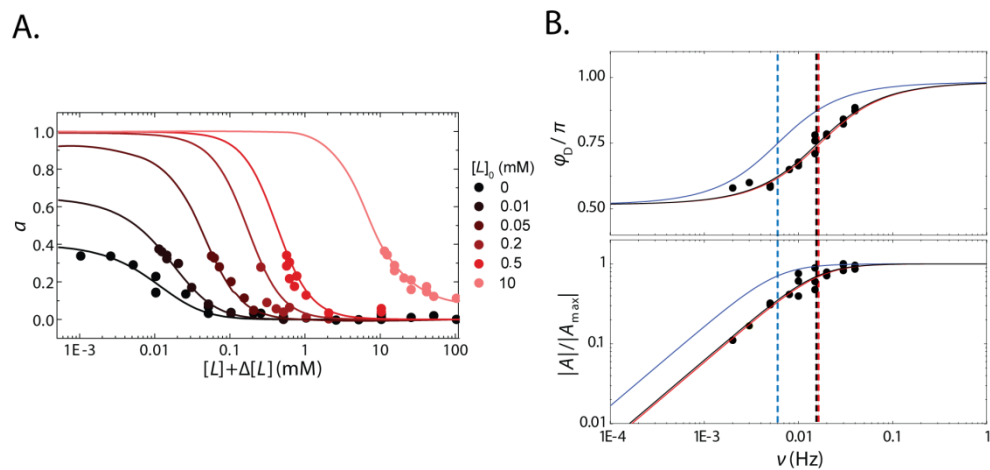 A.
1.0
0.8
0.6
0.4
0.2
0.0
a
1E-3
0.01
0.1
1
10
100
[L]+Δ[L] (mM)
[L]₀ (mM)
0
0.01
0.05
0.2
0.5
10
B.
1.00
0.75
0.50
φ_D / π
1
0.1
0.01
|A|/|A_max|
1E-4
1E-3
0.01
0.1
1
ν (Hz)